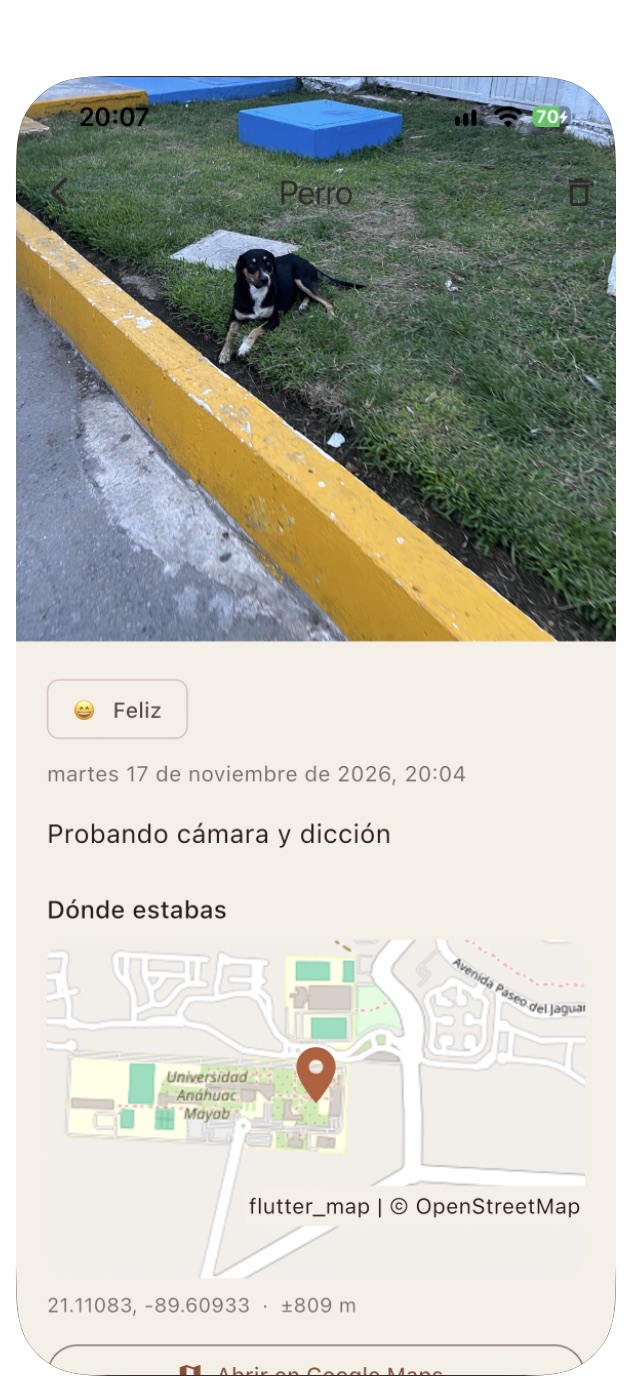 20:07
70
Perro
😄 Feliz
martes 17 de noviembre de 2026, 20:04
Probando cámara y dicción
Dónde estabas
Avenida Paseo del Jaguar
Universidad
Anáhuac
Mayab
flutter_map | © OpenStreetMap
21.11083, -89.60933 · ±809 m
Abrir en Google Maps